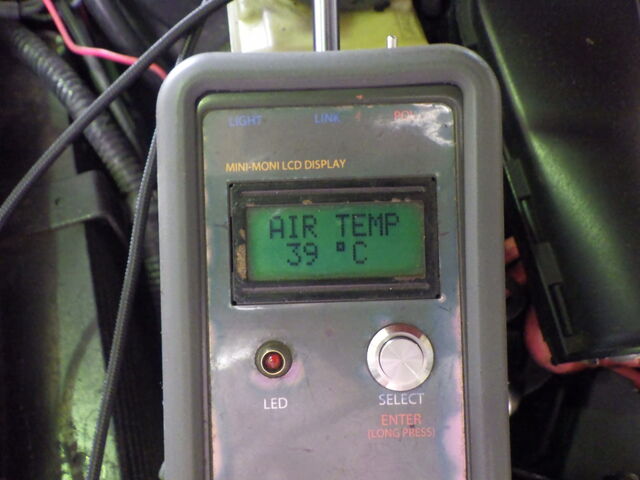 LIGHT LINK
MINI-MONI LCD DISPLAY
AIR TEMP
39 °C
LED
SELECT
ENTER
(LONG PRESS)